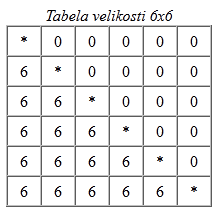 Tabela velikosti 6x6
* 0 0 0 0 0
6 * 0 0 0 0
6 6 * 0 0 0
6 6 6 * 0 0
6 6 6 6 * 0
6 6 6 6 6 *